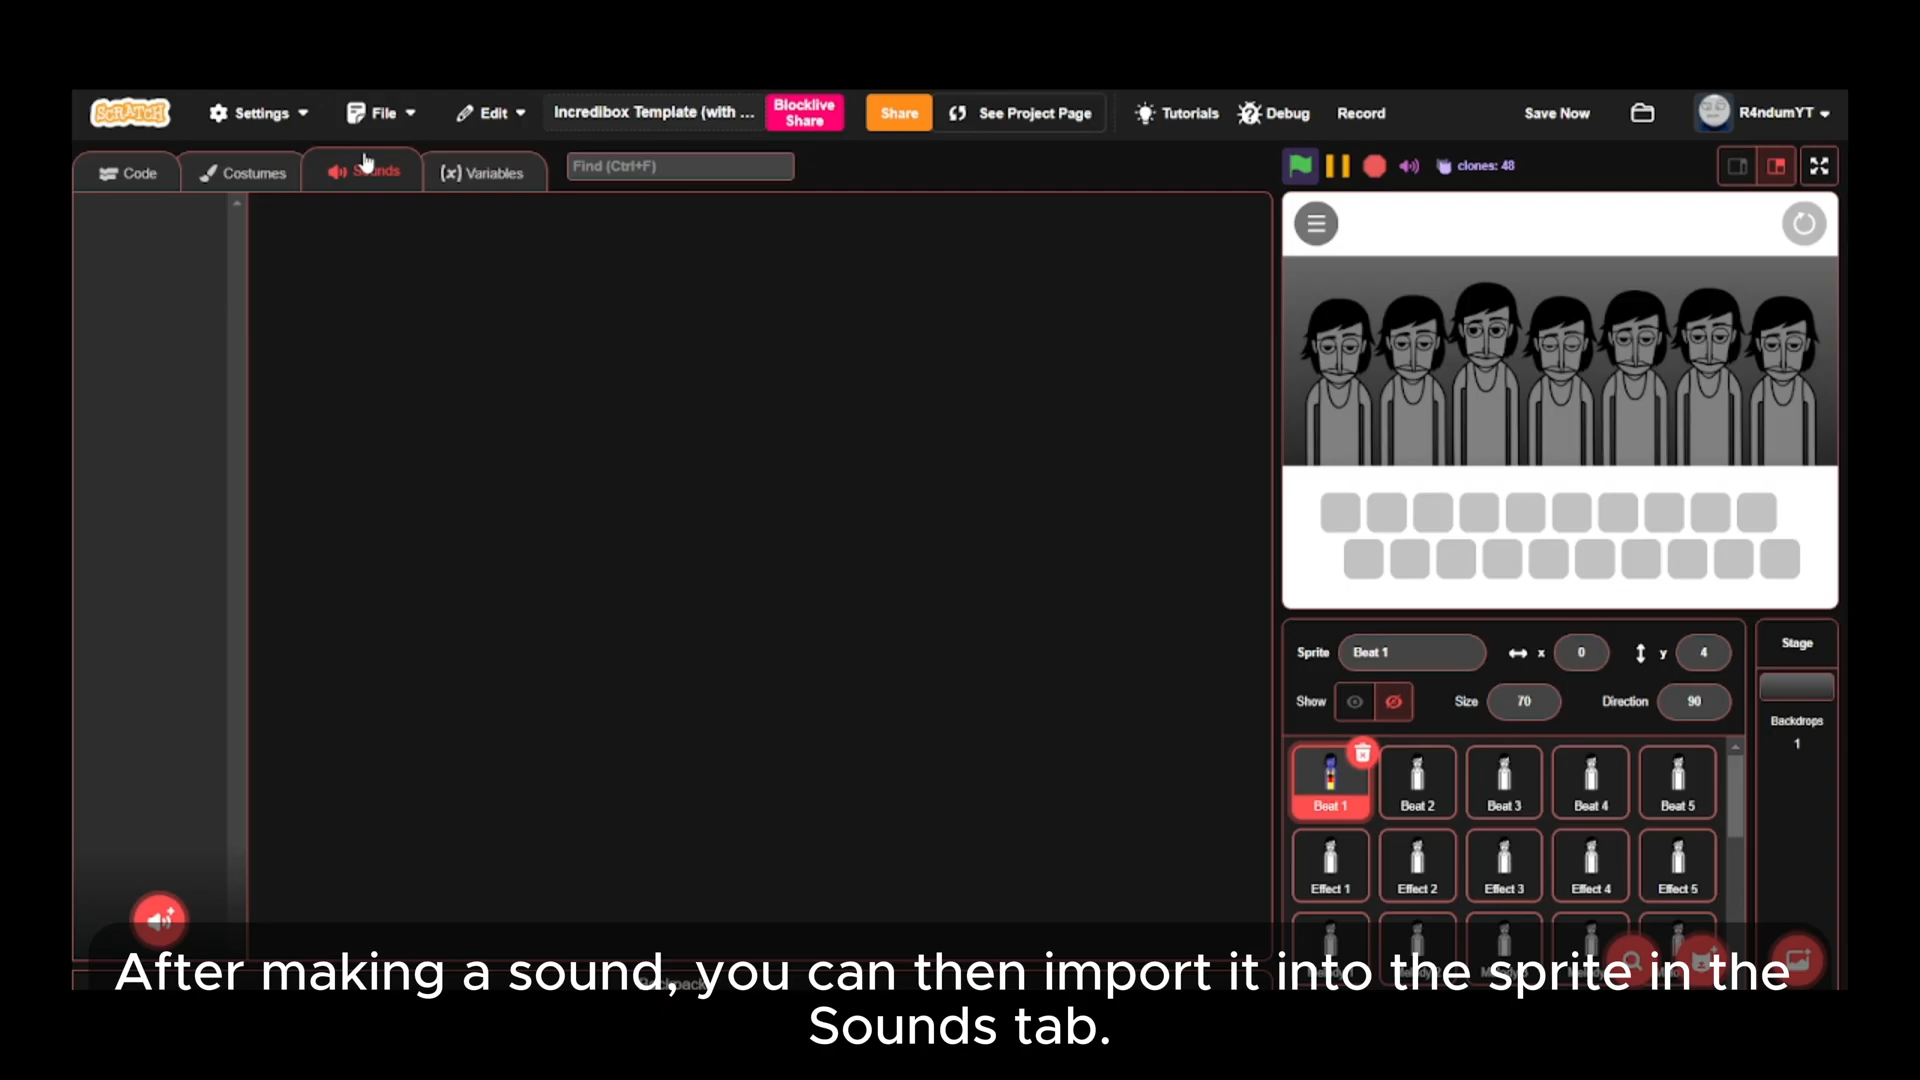 SCRATCH
Settings
File
Edit
Incredibox Template (with ...
Blocklive
Share
Share
See Project Page
Tutorials
Debug
Record
Save Now
R4ndumYT
Code
Costumes
Sounds
(x) Variables
Find (Ctrl+F)
clones: 48
Sprite
Beat 1
x
0
y
4
Show
Size
70
Direction
90
Stage
Backdrops
1
Beat 1
Beat 2
Beat 3
Beat 4
Beat 5
Effect 1
Effect 2
Effect 3
Effect 4
Effect 5
Backpack
After making a sound, you can then import it into the sprite in the
Sounds tab.